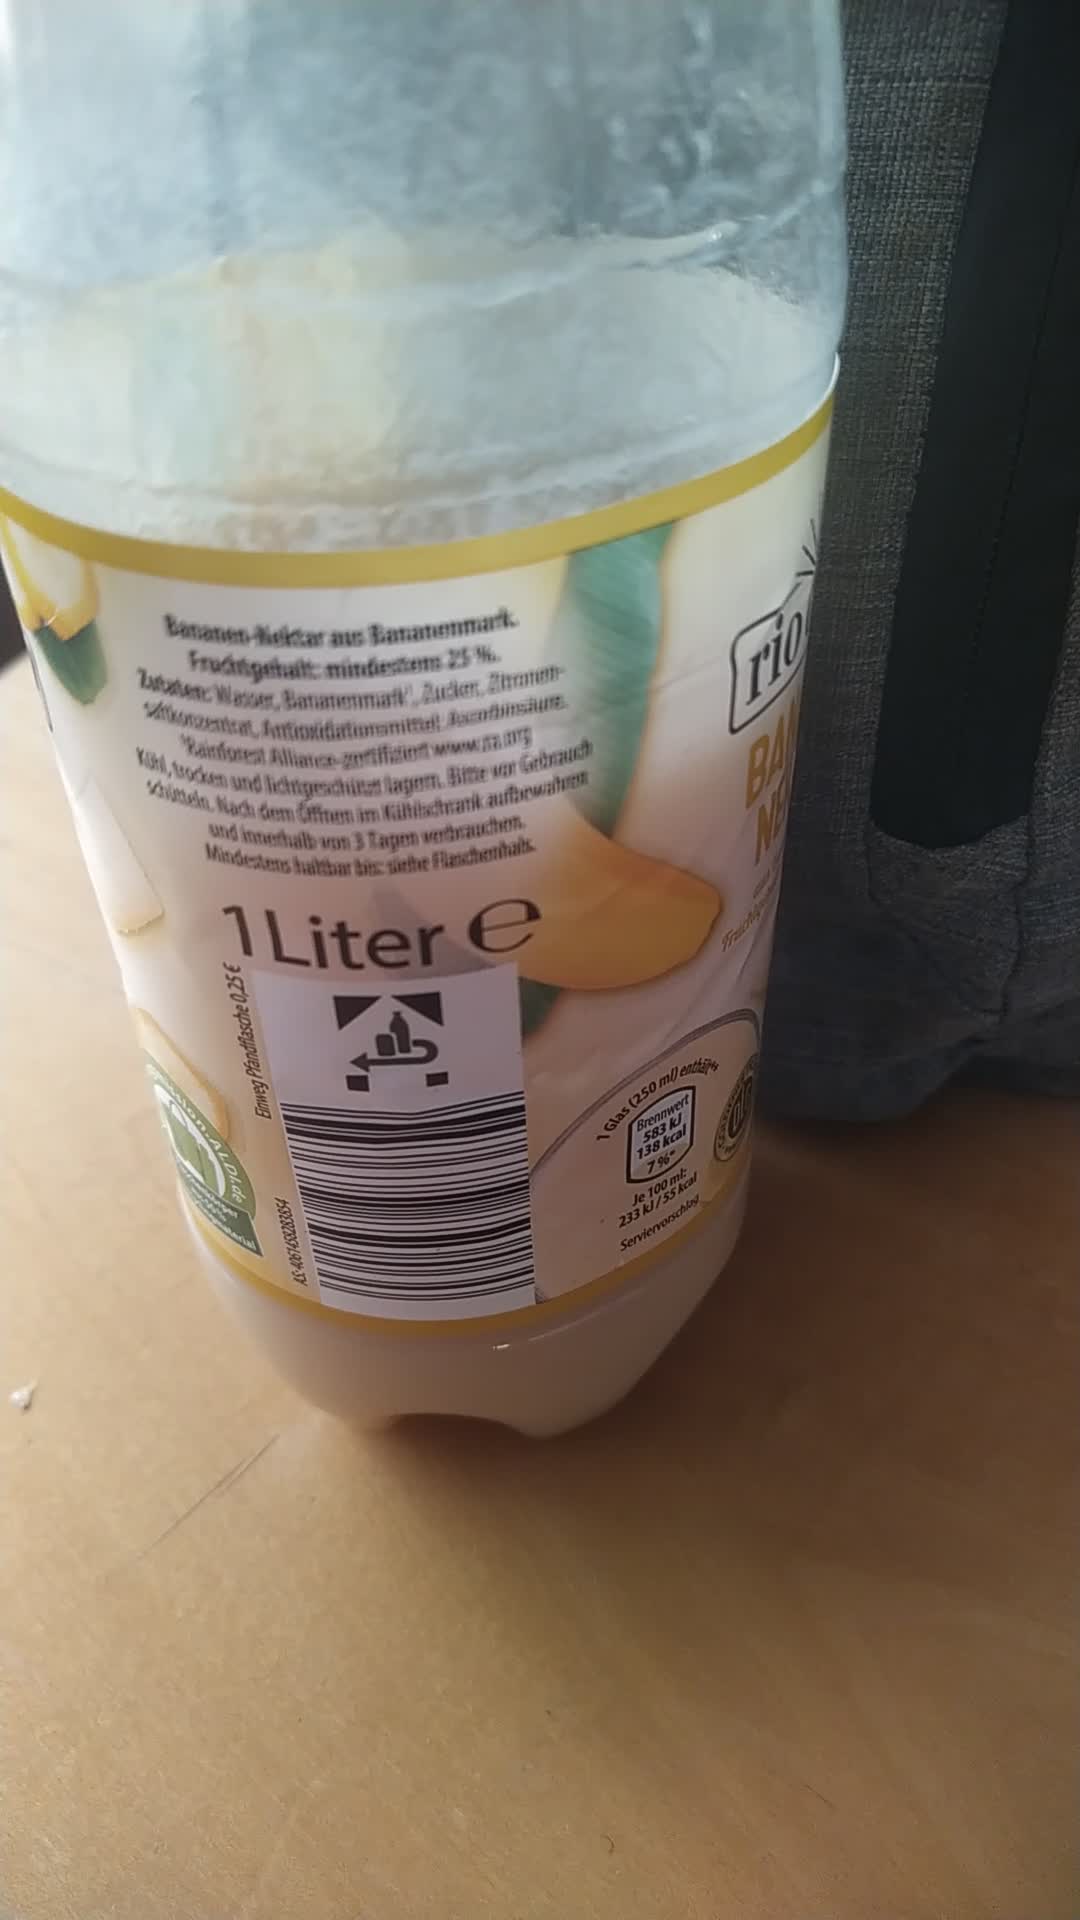 Bananen-Nektar aus Bananenmark.
Fruchtgehalt: mindestens 25 %.
Zutaten: Wasser, Bananenmark¹, Zucker, Zitronen-
saftkonzentrat, Antioxidationsmittel: Ascorbinsäure.
¹Rainforest Alliance-zertifiziert www.ra.org
Kühl, trocken und lichtgeschützt lagern. Bitte vor Gebrauch
schütteln. Nach dem Öffnen im Kühlschrank aufbewahren
und innerhalb von 3 Tagen verbrauchen.
Mindestens haltbar bis: siehe Flaschenhals.
1 Liter e
Einweg Pfandflasche 0,25 €
rio
BAN
NE
1 Glas (250 ml) enthält**
Brennwert
583 kJ
138 kcal
7 %*
Je 100 ml:
233 kJ / 55 kcal
Serviervorschlag